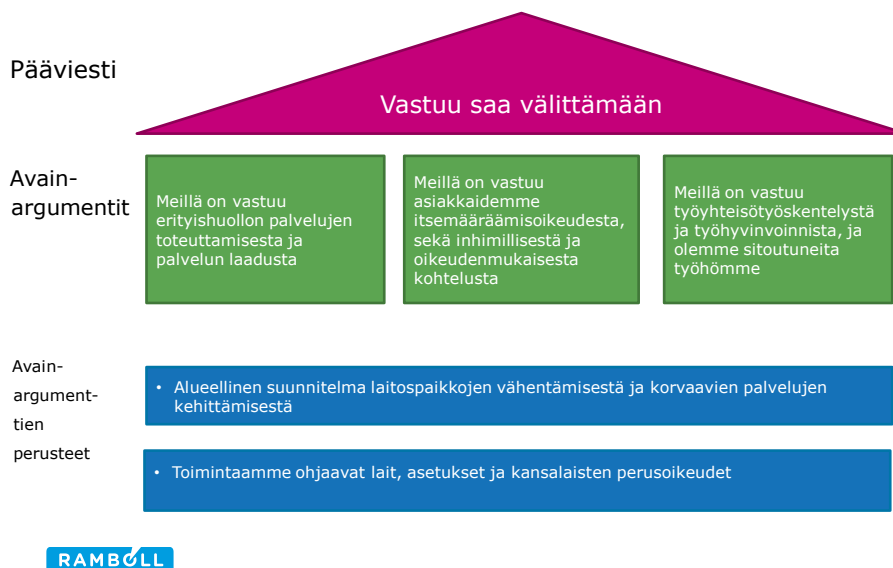 Pääviesti
Vastuu saa välittämään
Avain-
argumentit
Meillä on vastuu
erityishuollon palvelujen
toteuttamisesta ja
palvelun laadusta
Meillä on vastuu
asiakkaidemme
itsemääräämisoikeudesta,
sekä inhimillisestä ja
oikeudenmukaisesta
kohtelusta
Meillä on vastuu
työyhteisötyöskentelystä
ja työhyvinvoinnista, ja
olemme sitoutuneita
työhömme
Avain-
argument-
tien
perusteet
• Alueellinen suunnitelma laitospaikkojen vähentämisestä ja korvaavien palvelujen
kehittämisestä
• Toimintaamme ohjaavat lait, asetukset ja kansalaisten perusoikeudet
RAMBOLL